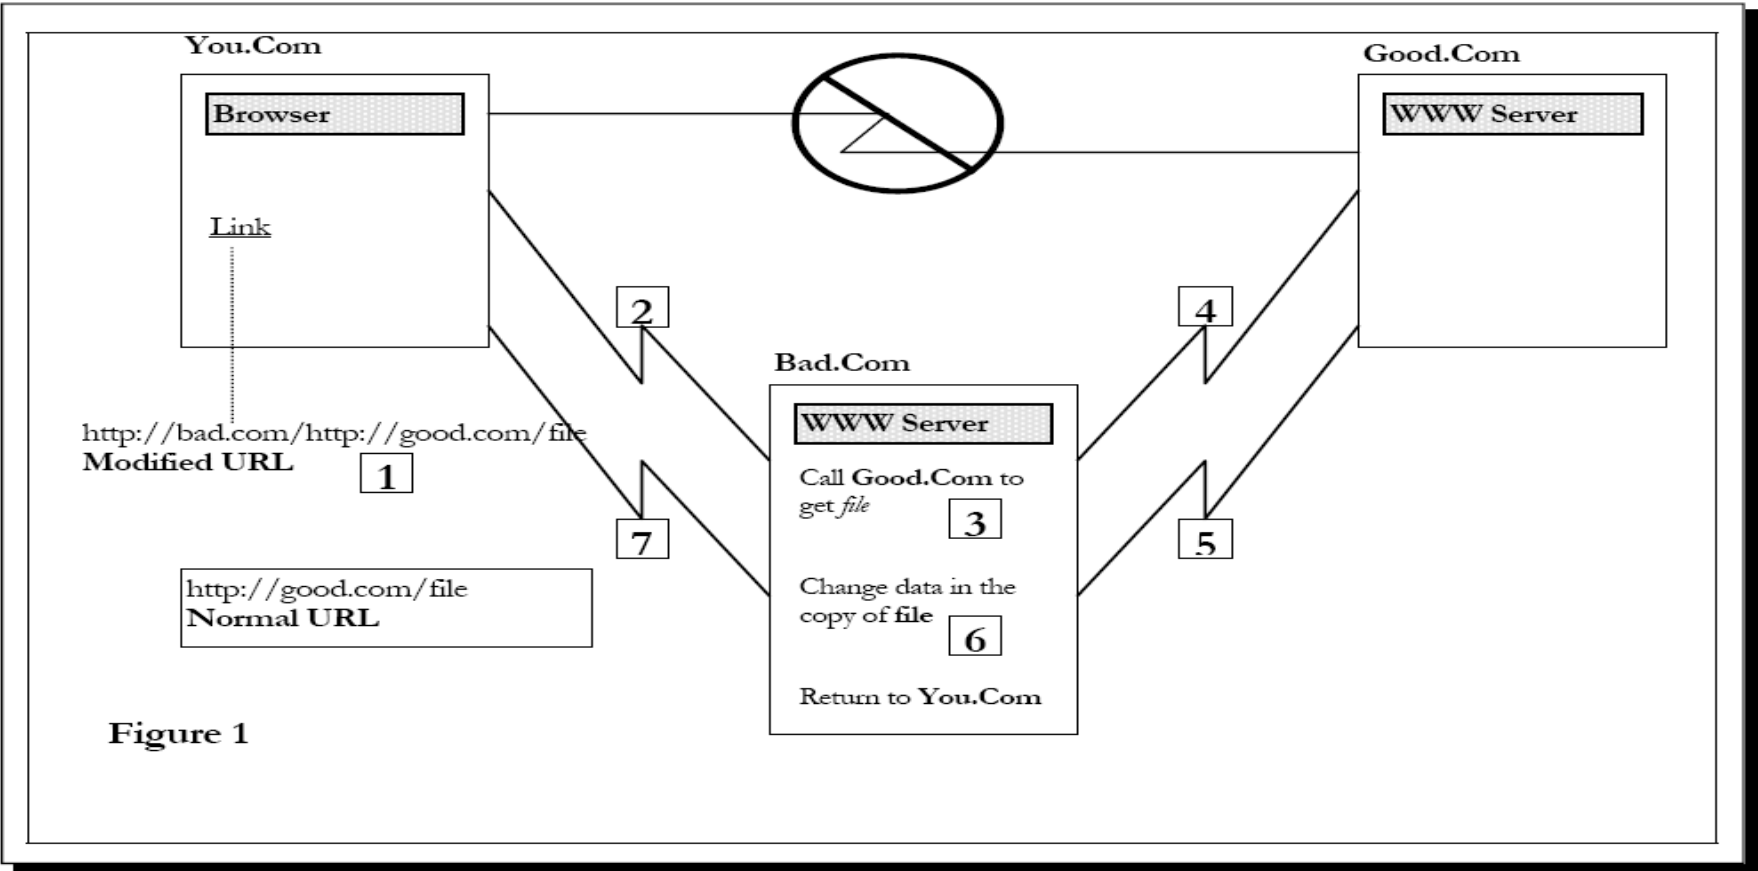 You.Com
Good.Com
Browser
WWW Server
Link
2
4
Bad.Com
WWW Server
http://bad.com/http://good.com/file
Modified URL
1
Call Good.Com to
get file
3
7
5
http://good.com/file
Normal URL
Change data in the
copy of file
6
Return to You.Com
Figure 1